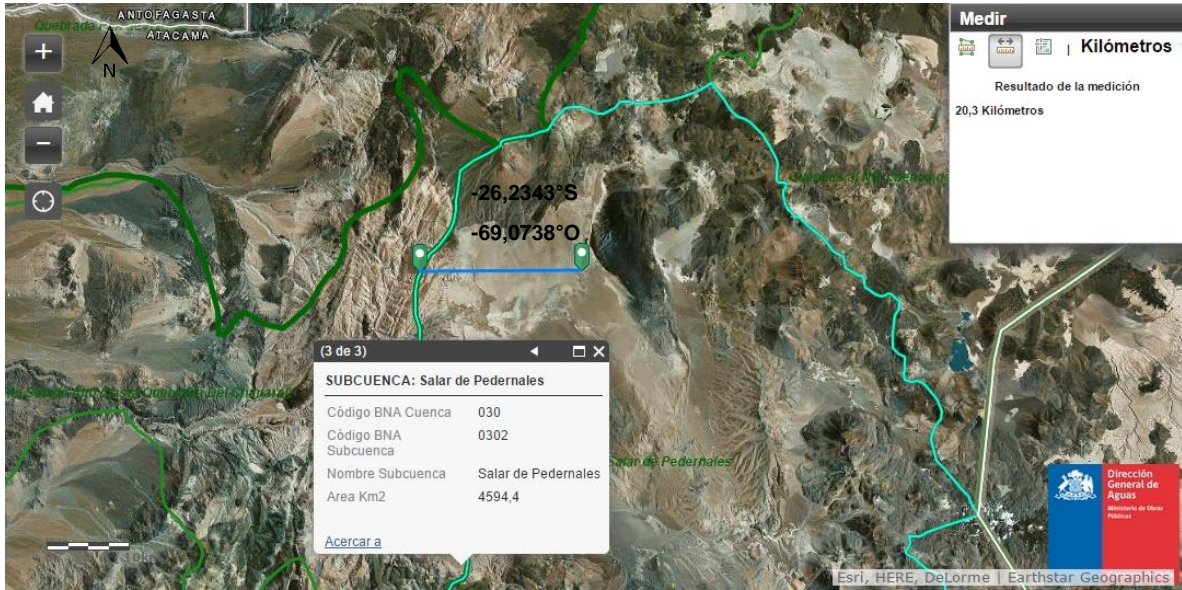 ANTOFAGASTA
ATACAMA
N
+
−
-26,2343°S
-69,0738°O
Medir
| Kilómetros
Resultado de la medición
20,3 Kilómetros
(3 de 3)
SUBCUENCA: Salar de Pedernales
Código BNA Cuenca 030
Código BNA
Subcuenca 0302
Nombre Subcuenca Salar de Pedernales
Area Km2 4594,4
Acercar a
Salar de Pedernales
Dirección
General de
Aguas
Ministerio de Obras
Públicas
Esri, HERE, DeLorme | Earthstar Geographics